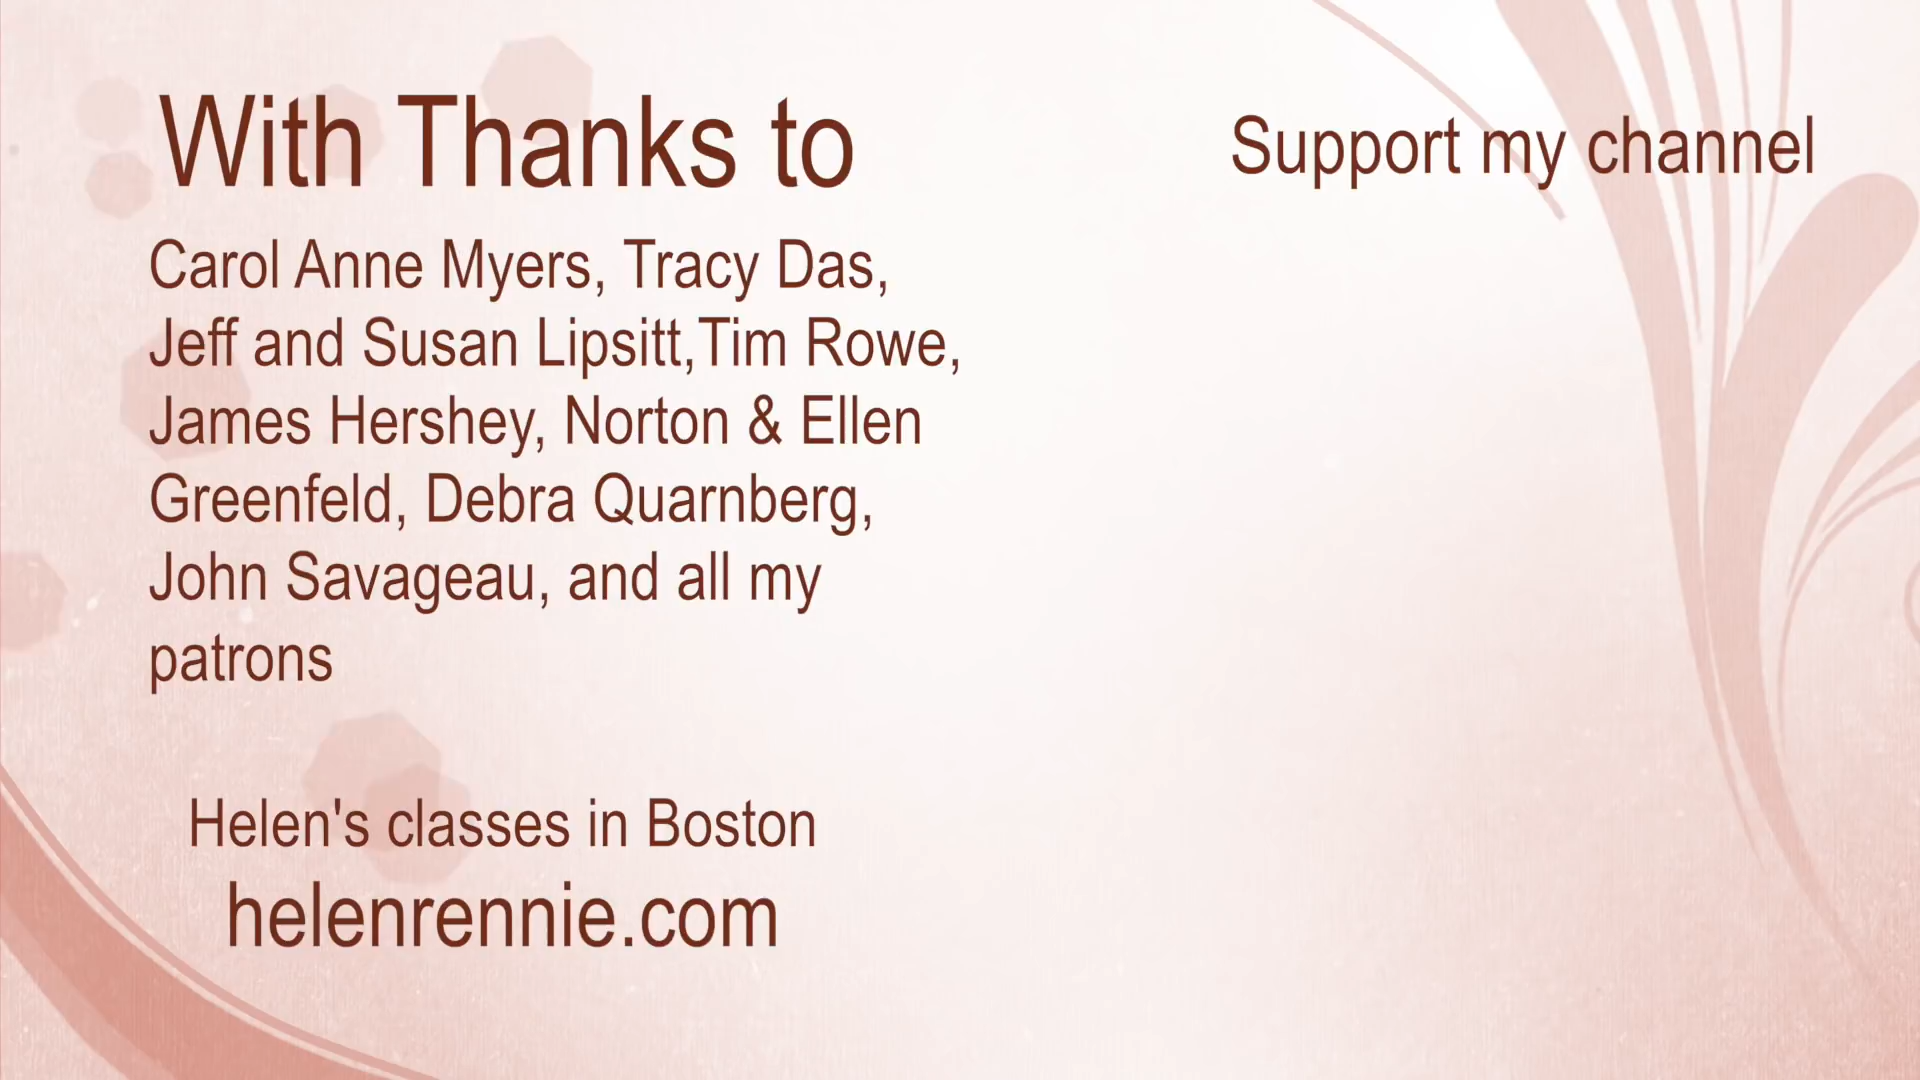 With Thanks to
Carol Anne Myers, Tracy Das,
Jeff and Susan Lipsitt,Tim Rowe,
James Hershey, Norton & Ellen
Greenfeld, Debra Quarnberg,
John Savageau, and all my
patrons
Helen's classes in Boston
helenrennie.com
Support my channel